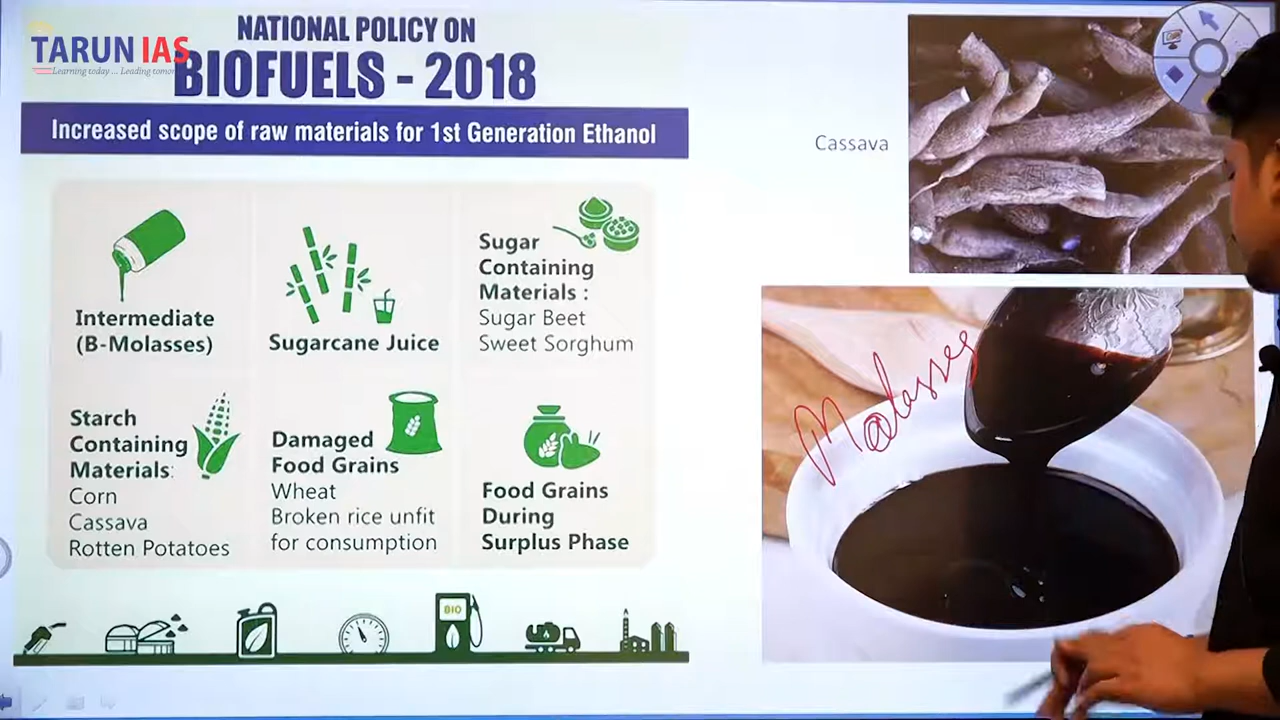 NATIONAL POLICY ON
BIOFUELS - 2018
TARUN IAS
Learning today ... Leading tomor
Increased scope of raw materials for 1st Generation Ethanol
Intermediate
(B-Molasses)
Sugarcane Juice
Sugar
Containing
Materials :
Sugar Beet
Sweet Sorghum
Starch
Containing
Materials:
Corn
Cassava
Rotten Potatoes
Damaged
Food Grains
Wheat
Broken rice unfit
for consumption
Food Grains
During
Surplus Phase
BIO
Cassava
Molasses